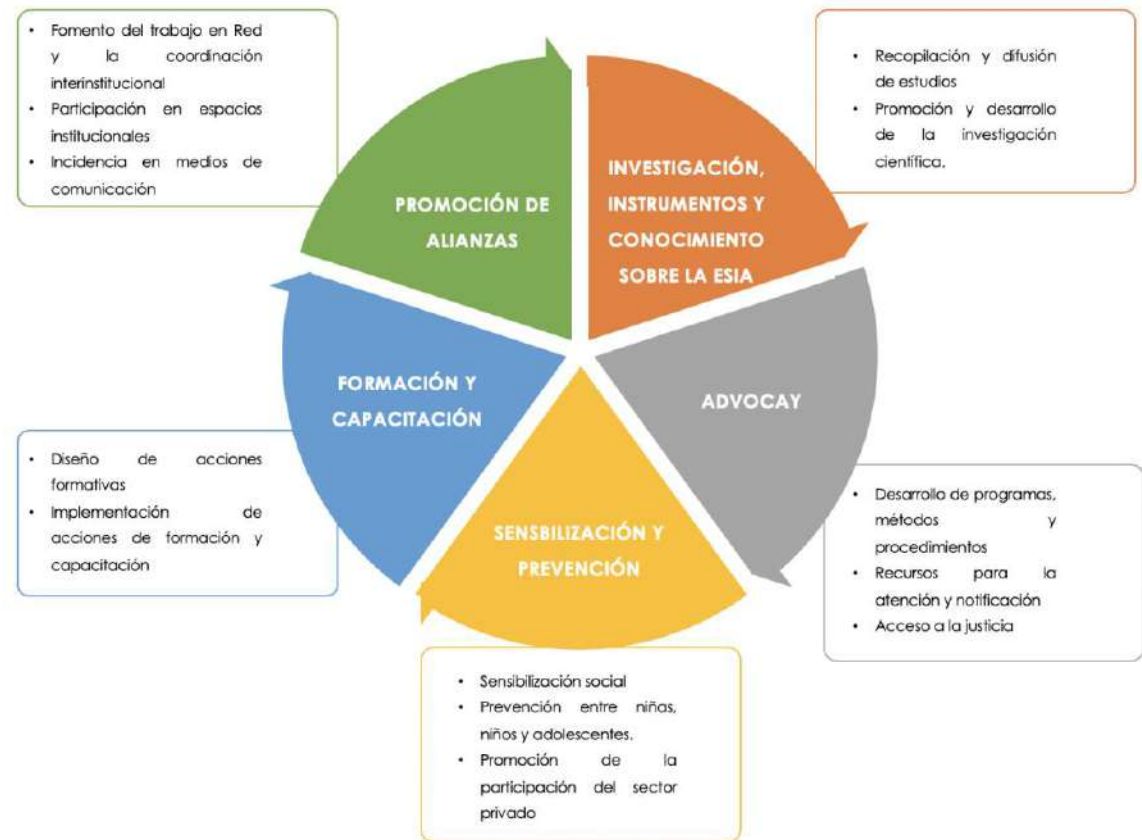 • Fomento del trabajo en Red
y la coordinación
interinstitucional
• Participación en espacios
institucionales
• Incidencia en medios de
comunicación
• Recopilación y difusión
de estudios
• Promoción y desarrollo
de la investigación
científica.
PROMOCIÓN DE
ALIANZAS
INVESTIGACIÓN,
INSTRUMENTOS Y
CONOCIMIENTO
SOBRE LA ESIA
FORMACIÓN Y
CAPACITACIÓN
ADVOCAY
SENSBILIZACIÓN Y
PREVENCIÓN
• Diseño de acciones
formativas
• Implementación de
acciones de formación y
capacitación
• Desarrollo de programas,
métodos y
procedimientos
• Recursos para la
atención y notificación
• Acceso a la justicia
• Sensibilización social
• Prevención entre niñas,
niños y adolescentes.
• Promoción de la
participación del sector
privado